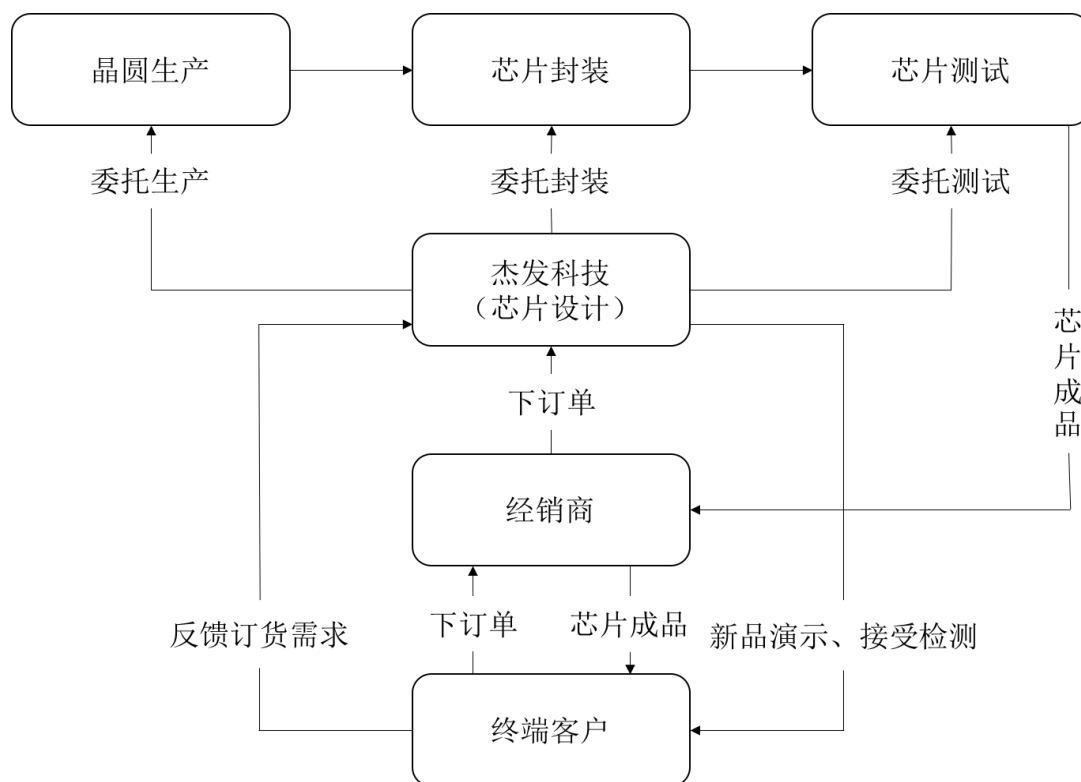 晶圆生产
芯片封装
芯片测试
委托生产
委托封装
委托测试
杰发科技
（芯片设计）
芯
片
成
品
下订单
经销商
反馈订货需求
下订单
芯片成品
新品演示、接受检测
终端客户